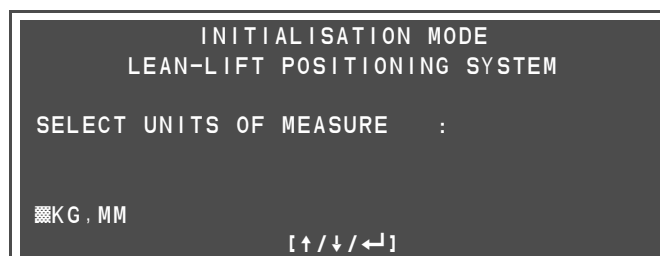 INITIALISATION MODE
LEAN-LIFT POSITIONING SYSTEM
SELECT UNITS OF MEASURE :
▒KG,MM
[↑/↓/↵]